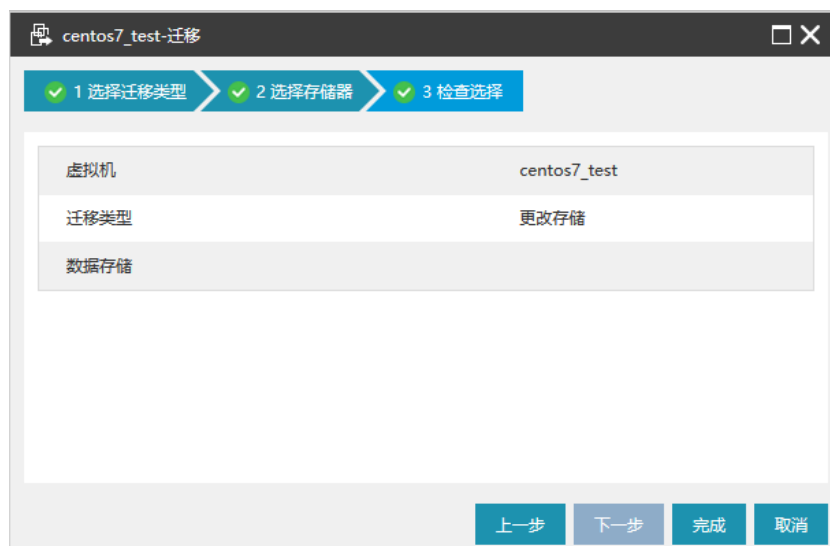 centos7_test-迁移
1 选择迁移类型 2 选择存储器 3 检查选择
虚拟机 centos7_test
迁移类型 更改存储
数据存储
上一步 下一步 完成 取消